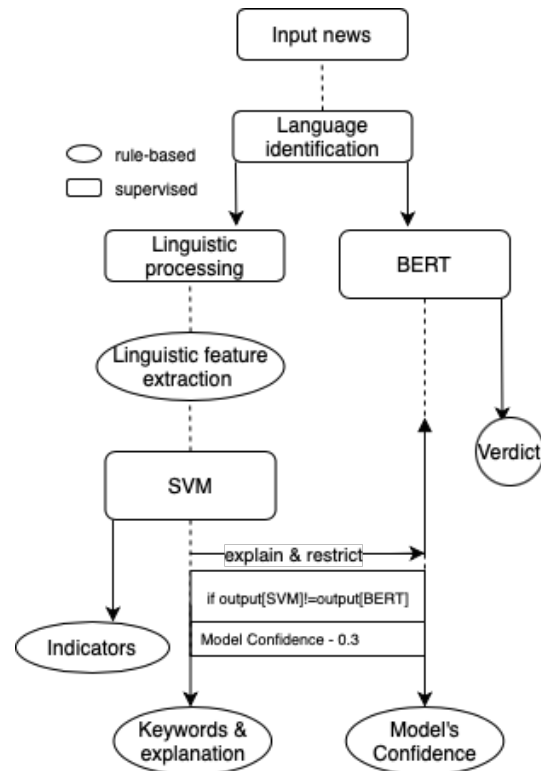 Input news
Language
identification
rule-based
supervised
Linguistic
processing
BERT
Linguistic feature
extraction
Verdict
SVM
explain & restrict
if output[SVM]!=output[BERT]
Model Confidence - 0.3
Indicators
Keywords &
explanation
Model's
Confidence